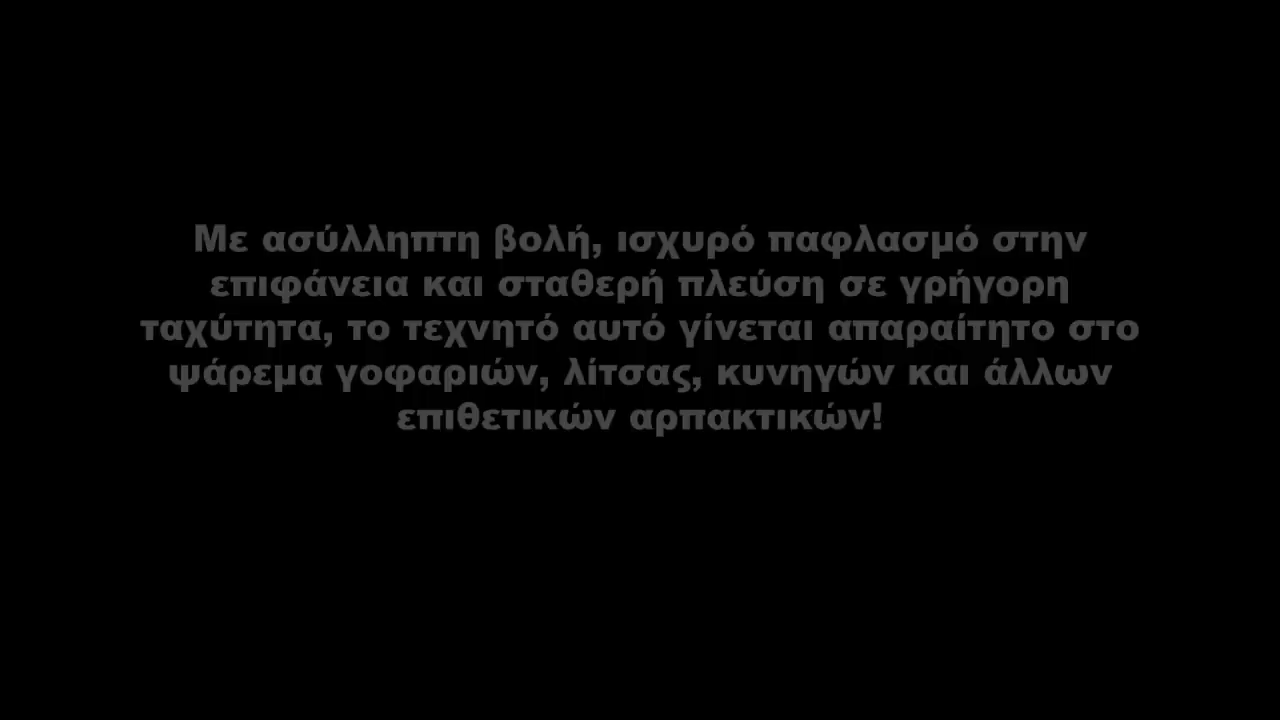 Με ασύλληπτη βολή, ισχυρό παφλασμό στην
επιφάνεια και σταθερή πλεύση σε γρήγορη
ταχύτητα, το τεχνητό αυτό γίνεται απαραίτητο στο
ψάρεμα γοφαριών, λίτσας, κυνηγών και άλλων
επιθετικών αρπακτικών!